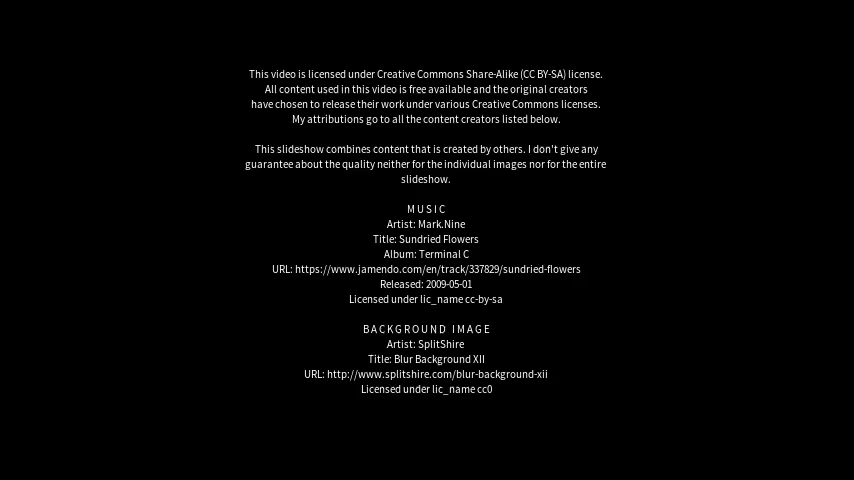 This video is licensed under Creative Commons Share-Alike (CC BY-SA) license.
All content used in this video is free available and the original creators
have chosen to release their work under various Creative Commons licenses.
My attributions go to all the content creators listed below.
This slideshow combines content that is created by others. I don't give any
guarantee about the quality neither for the individual images nor for the entire
slideshow.
MUSIC
Artist: Mark.Nine
Title: Sundried Flowers
Album: Terminal C
URL: https://www.jamendo.com/en/track/337829/sundried-flowers
Released: 2009-05-01
Licensed under lic_name cc-by-sa
BACKGROUND IMAGE
Artist: SplitShire
Title: Blur Background XII
URL: http://www.splitshire.com/blur-background-xii
Licensed under lic_name cc0